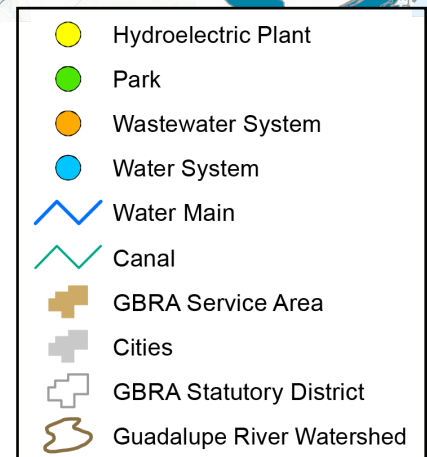 Hydroelectric Plant
Park
Wastewater System
Water System
Water Main
Canal
GBRA Service Area
Cities
GBRA Statutory District
Guadalupe River Watershed